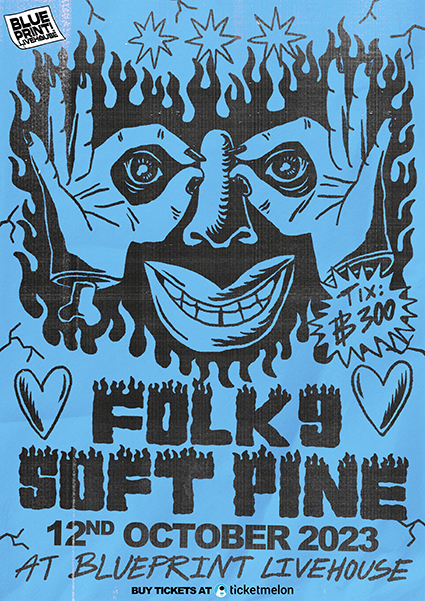 BLUE
PRINT!
LIVEHOUSE
TIX:
฿ 300
FOLK9
SOFT PINE
12ND OCTOBER 2023
AT BLUEPRINT LIVEHOUSE
BUY TICKETS AT ticketmelon